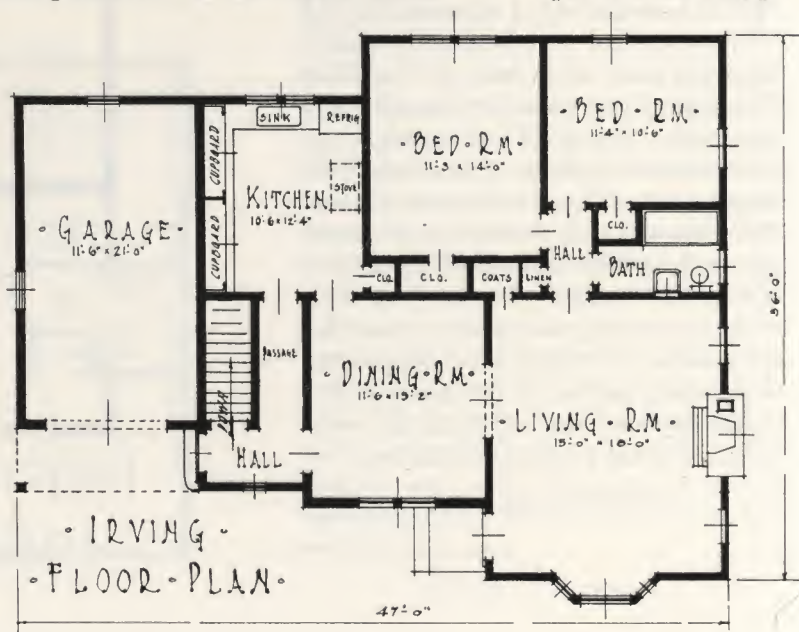 SINK
REFRIG
CUPBOARD
CUPBOARD
KITCHEN
10'-6" x 12'-4"
STOVE
· BED · RM ·
11'-3 x 14'-0"
· BED - RM ·
11'-4" x 10'-6"
· GARAGE ·
11'-6" x 21'-0"
CLO.
HALL
BATH
CLO.
CLO.
COATS
LINEN
PASSAGE
DOWN
· DINING · RM ·
11'-6 x 13'-2"
· LIVING · RM ·
15'-0" x 18'-0"
HALL
36'-0"
· IRVING ·
· FLOOR · PLAN ·
47'-0"